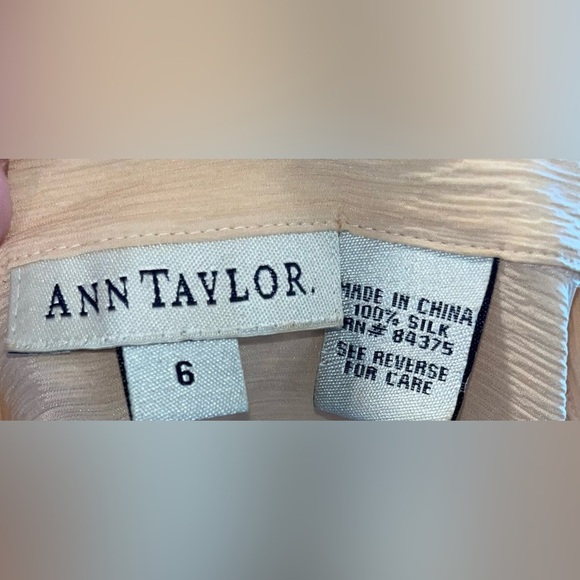 ANN TAYLOR.
6
MADE IN CHINA
100% SILK
RN# 84375
SEE REVERSE
FOR CARE